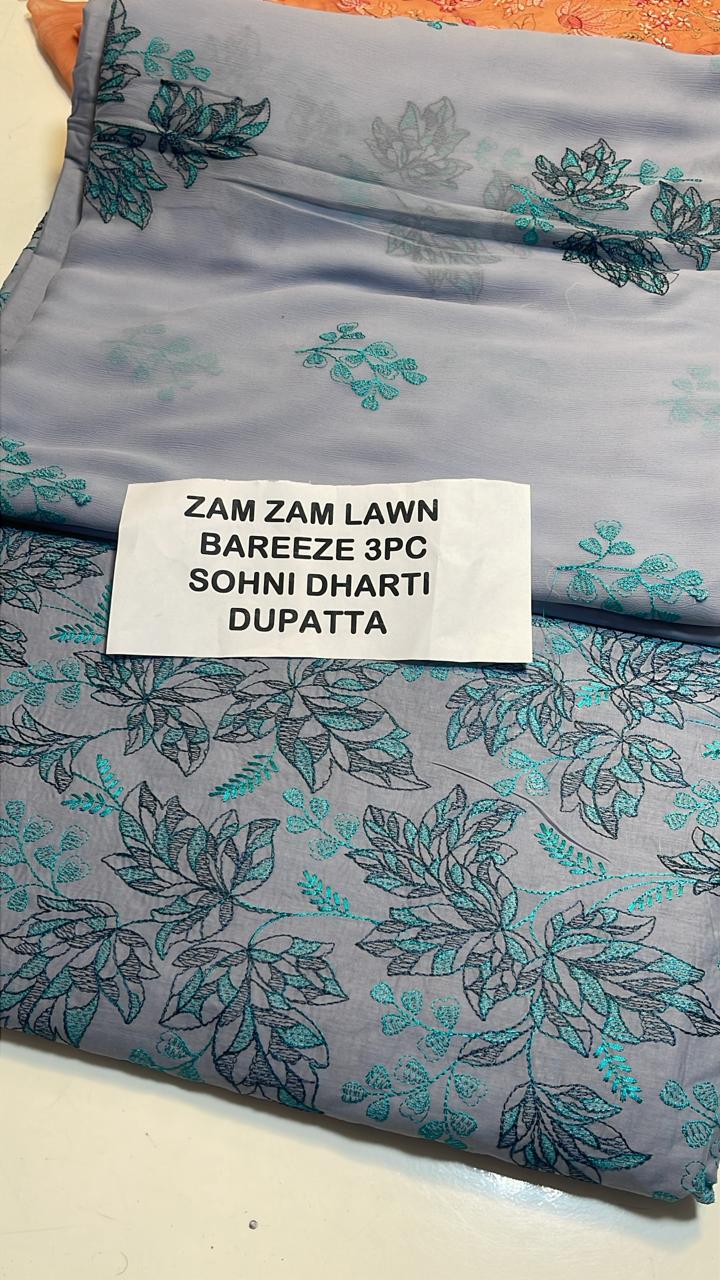 ZAM ZAM LAWN
BAREEZE 3PC
SOHNI DHARTI
DUPATTA